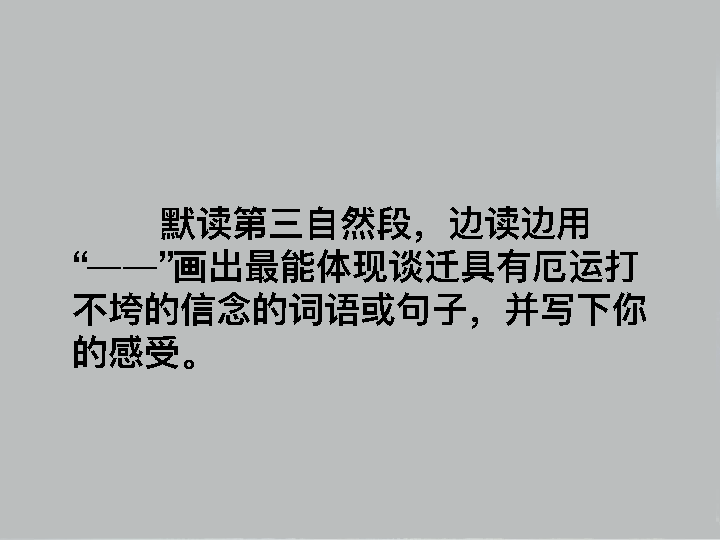 默读第三自然段，边读边用
“——”画出最能体现谈迁具有厄运打
不垮的信念的词语或句子，并写下你
的感受。